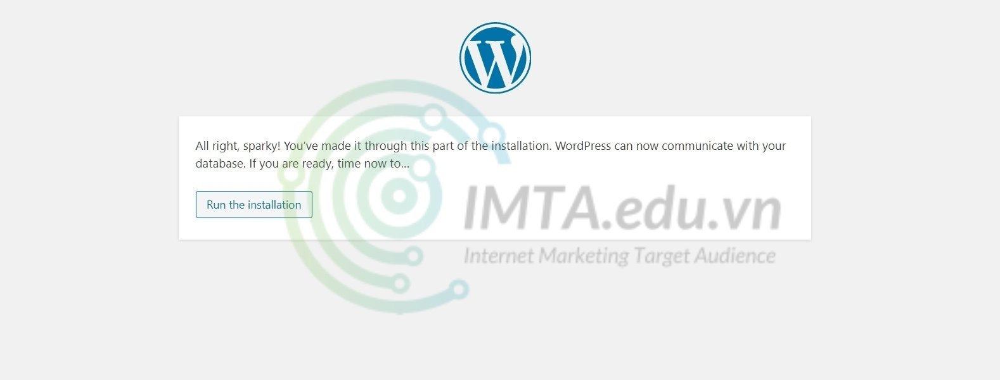 All right, sparky! You’ve made it through this part of the installation. WordPress can now communicate with your
database. If you are ready, time now to…
Run the installation
IMTA.edu.vn
Internet Marketing Target Audience